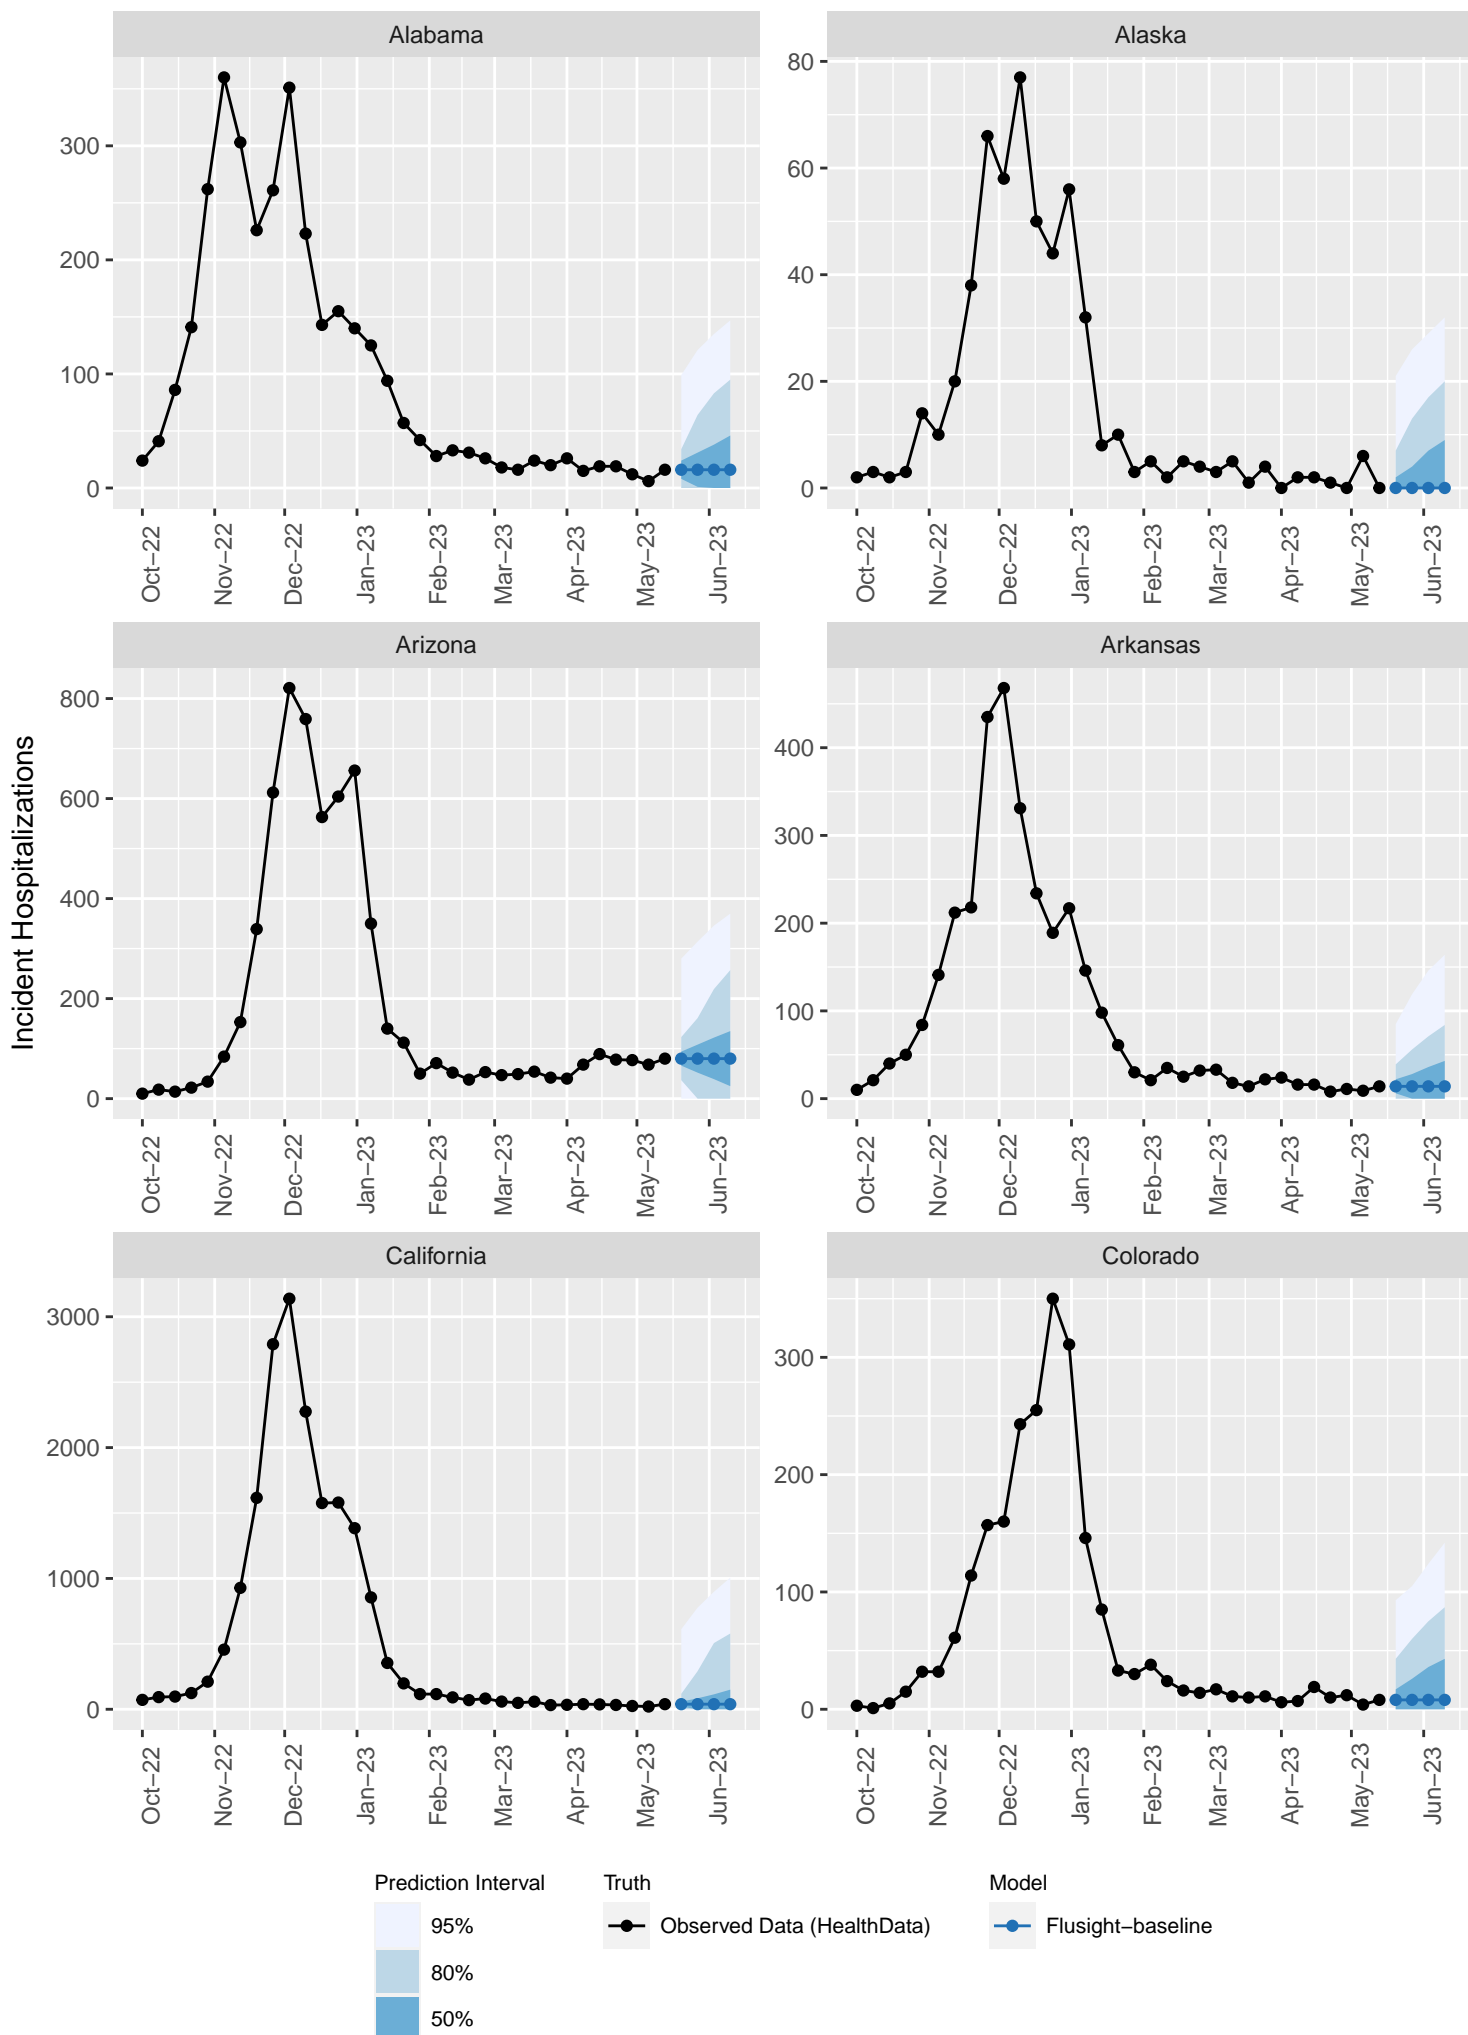 Alabama
Alaska
300
200
100
0
80
60
40
20
0
Oct−22
Nov−22
Dec−22
Jan−23
Feb−23
Mar−23
Apr−23
May−23
Jun−23
Oct−22
Nov−22
Dec−22
Jan−23
Feb−23
Mar−23
Apr−23
May−23
Jun−23
Incident Hospitalizations
Arizona
Arkansas
800
600
400
200
0
400
300
200
100
0
Oct−22
Nov−22
Dec−22
Jan−23
Feb−23
Mar−23
Apr−23
May−23
Jun−23
Oct−22
Nov−22
Dec−22
Jan−23
Feb−23
Mar−23
Apr−23
May−23
Jun−23
California
Colorado
3000
2000
1000
0
300
200
100
0
Oct−22
Nov−22
Dec−22
Jan−23
Feb−23
Mar−23
Apr−23
May−23
Jun−23
Oct−22
Nov−22
Dec−22
Jan−23
Feb−23
Mar−23
Apr−23
May−23
Jun−23
Prediction Interval
95%
80%
50%
Truth
Observed Data (HealthData)
Model
Flusight−baseline